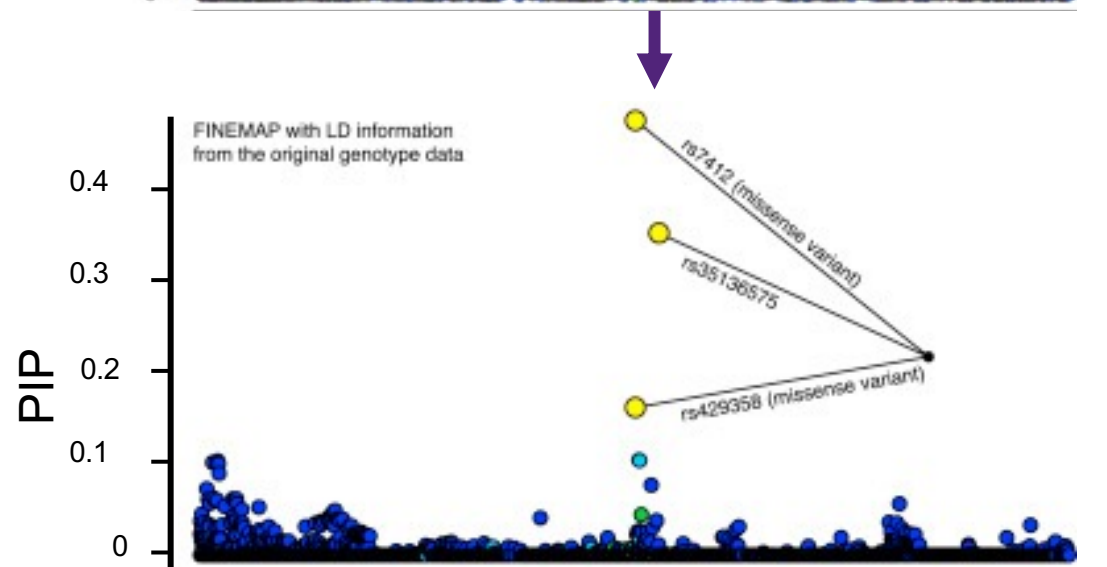 FINEMAP with LD information
from the original genotype data
rs7412 (missense variant)
rs35136575
rs429358 (missense variant)
PIP
0.4
0.3
0.2
0.1
0